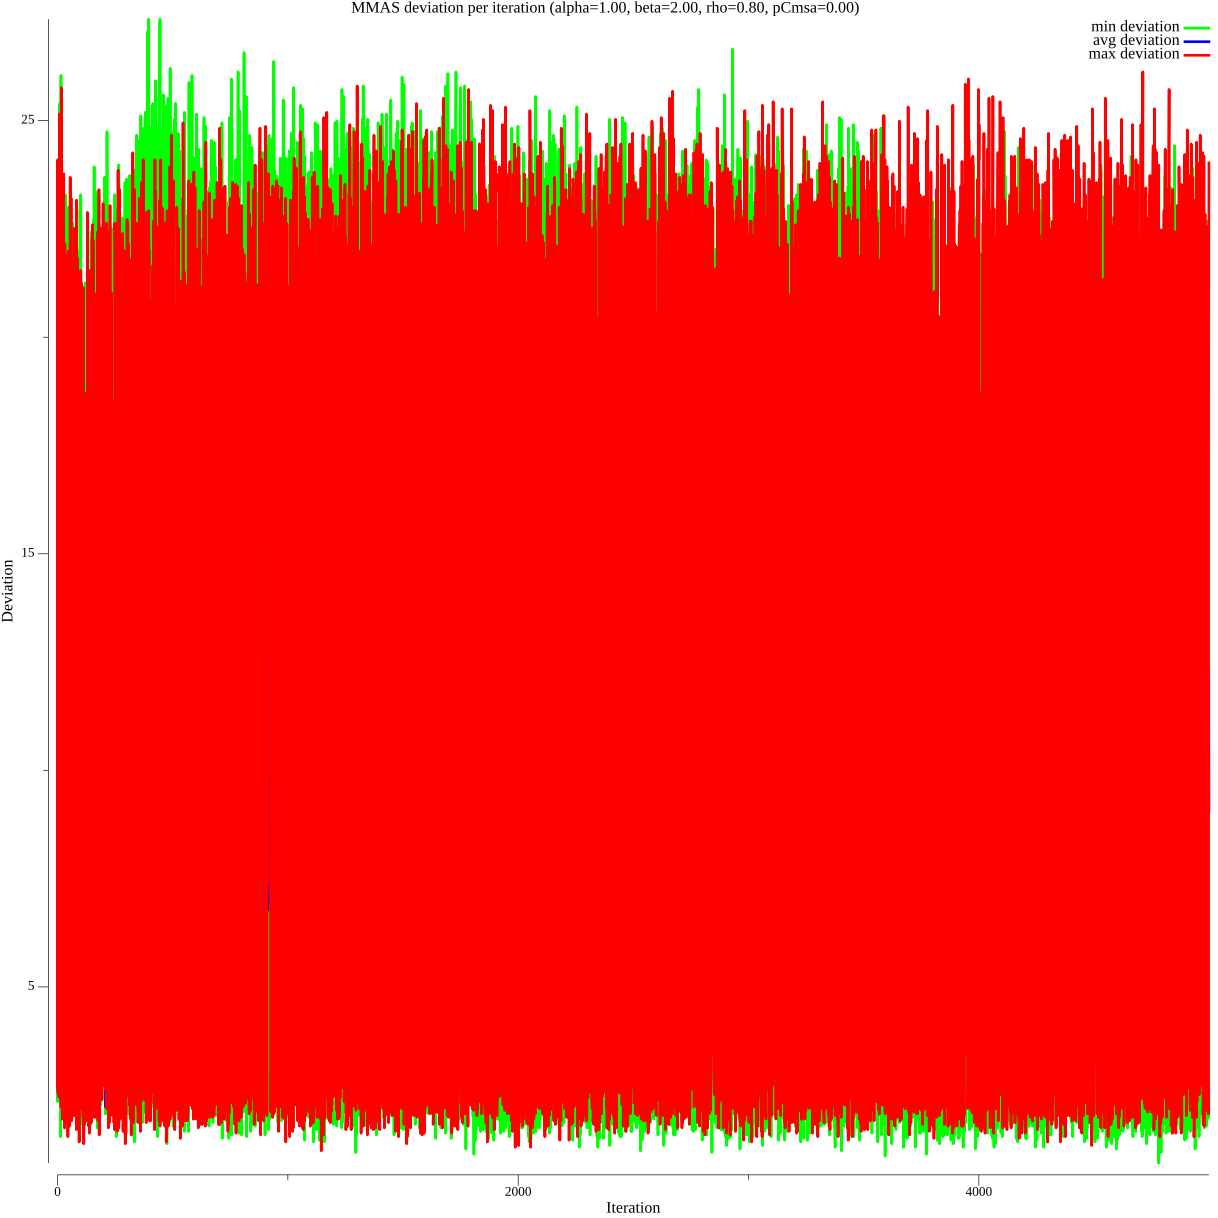 MMAS deviation per iteration (alpha=1.00, beta=2.00, rho=0.80, pCmsa=0.00)
min deviation
avg deviation
max deviation
25
15
5
Deviation
0
2000
4000
Iteration